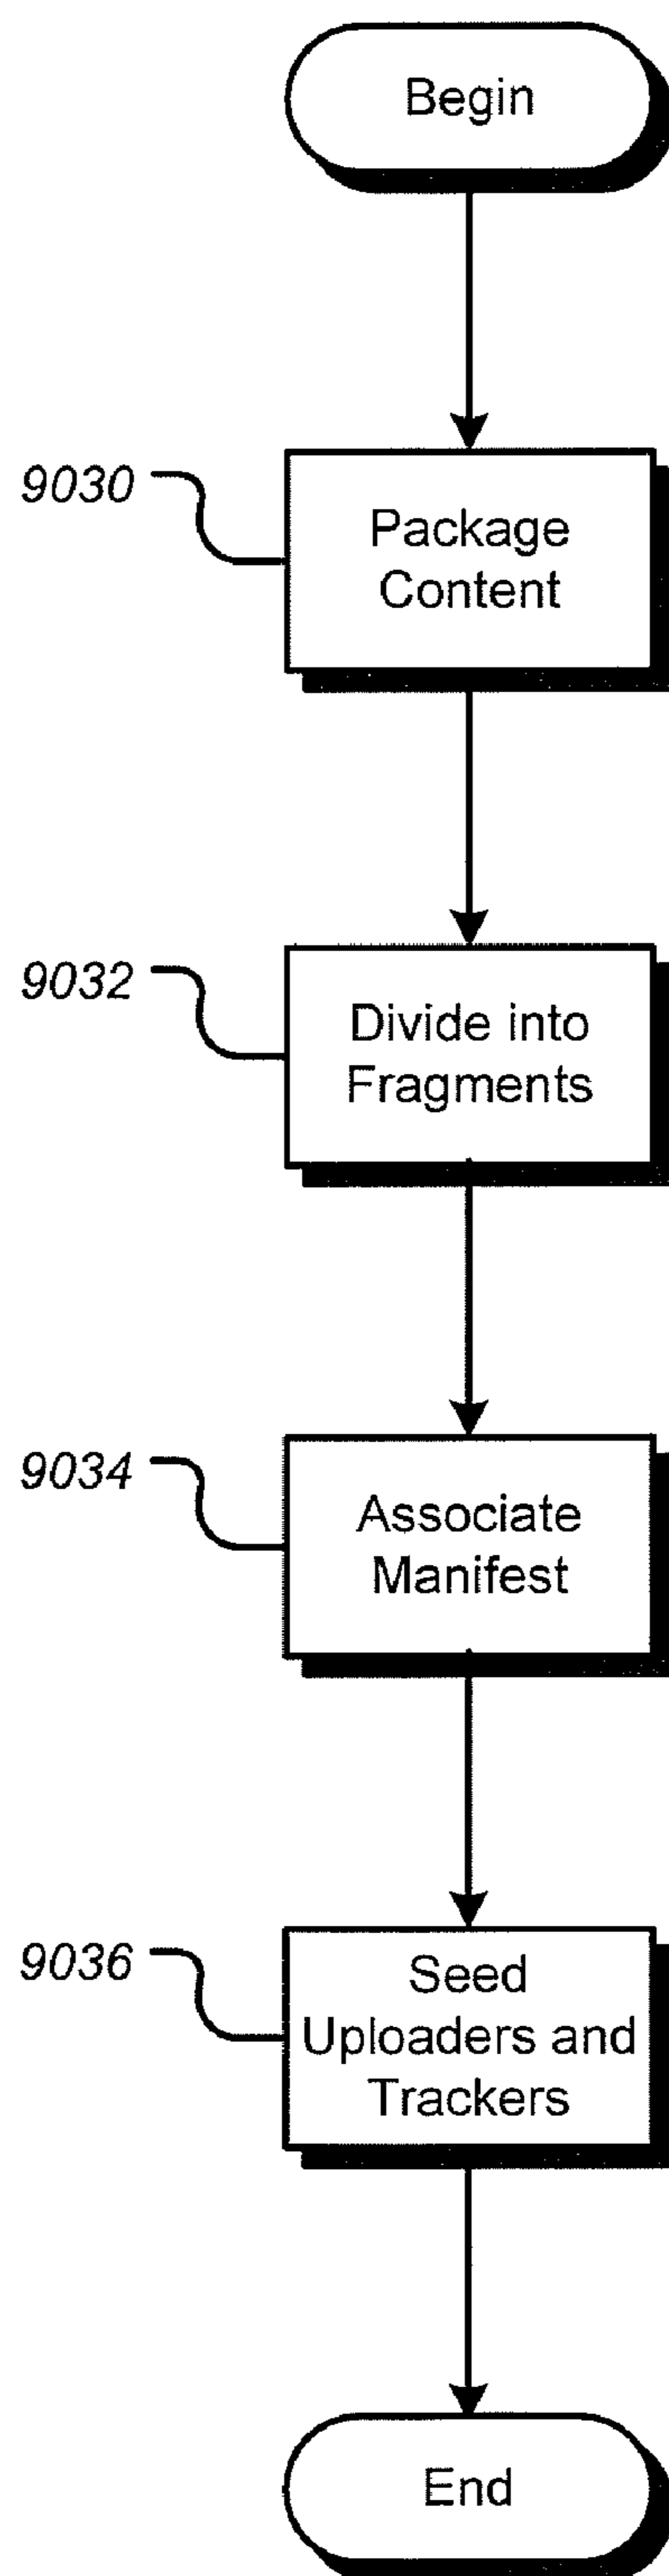 Begin
9030
Package
Content
9032
Divide into
Fragments
9034
Associate
Manifest
9036
Seed
Uploaders and
Trackers
End